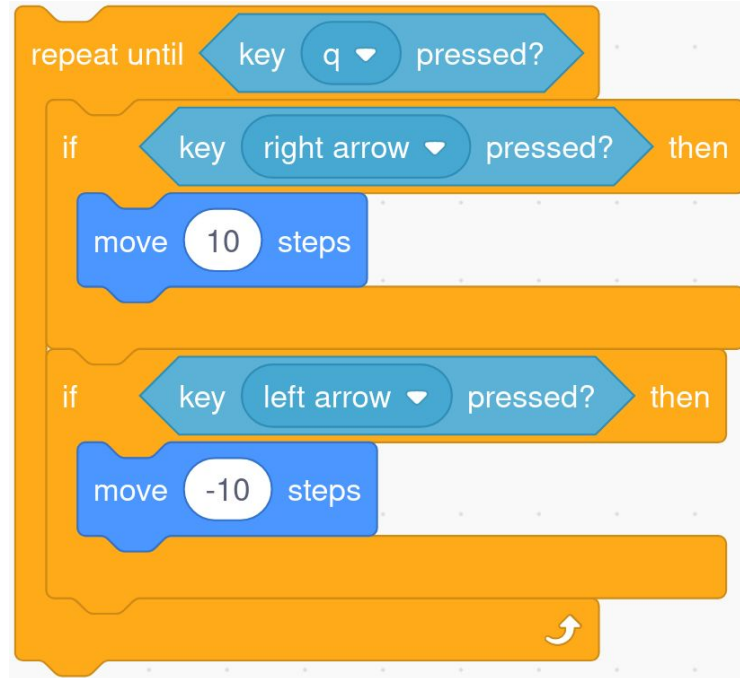 repeat until key q pressed?
if key right arrow pressed? then
move 10 steps
if key left arrow pressed? then
move -10 steps